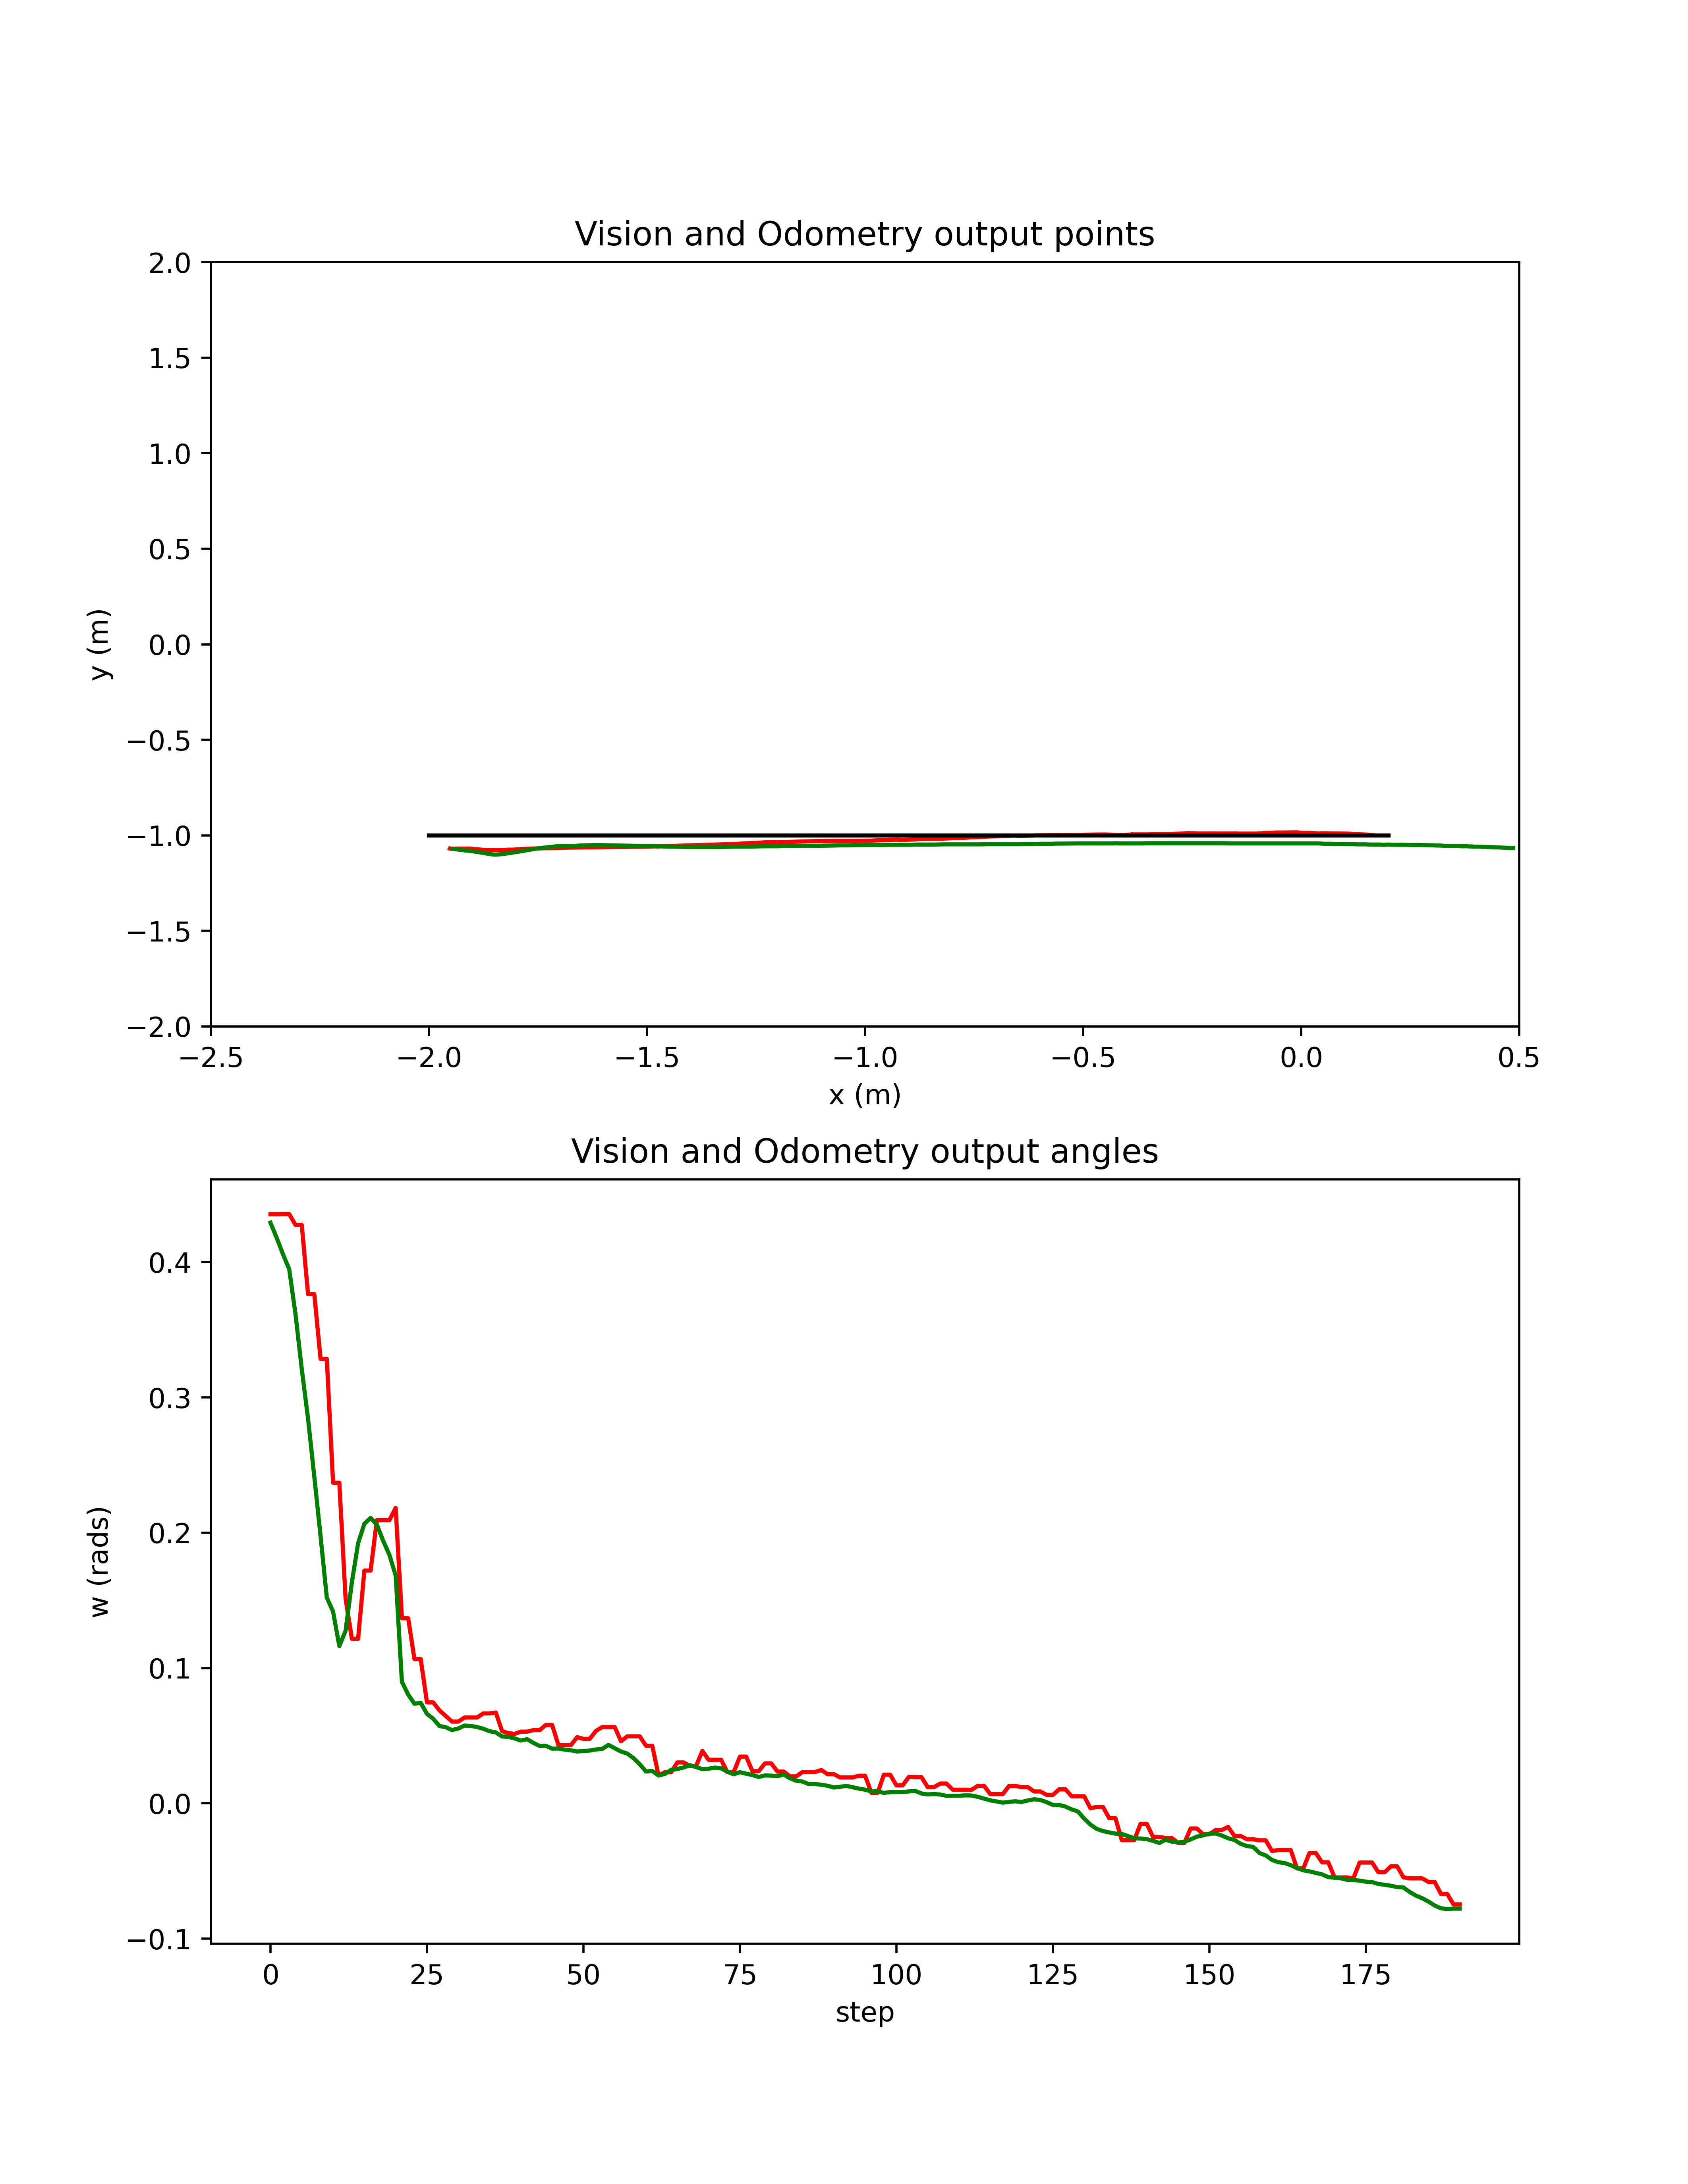 Vision and Odometry output points
2.0
1.5
1.0
0.5
0.0
−0.5
−1.0
−1.5
−2.0
y (m)
−2.5 −2.0 −1.5 −1.0 −0.5 0.0 0.5
x (m)
Vision and Odometry output angles
0.4
0.3
0.2
0.1
0.0
−0.1
w (rads)
0 25 50 75 100 125 150 175
step